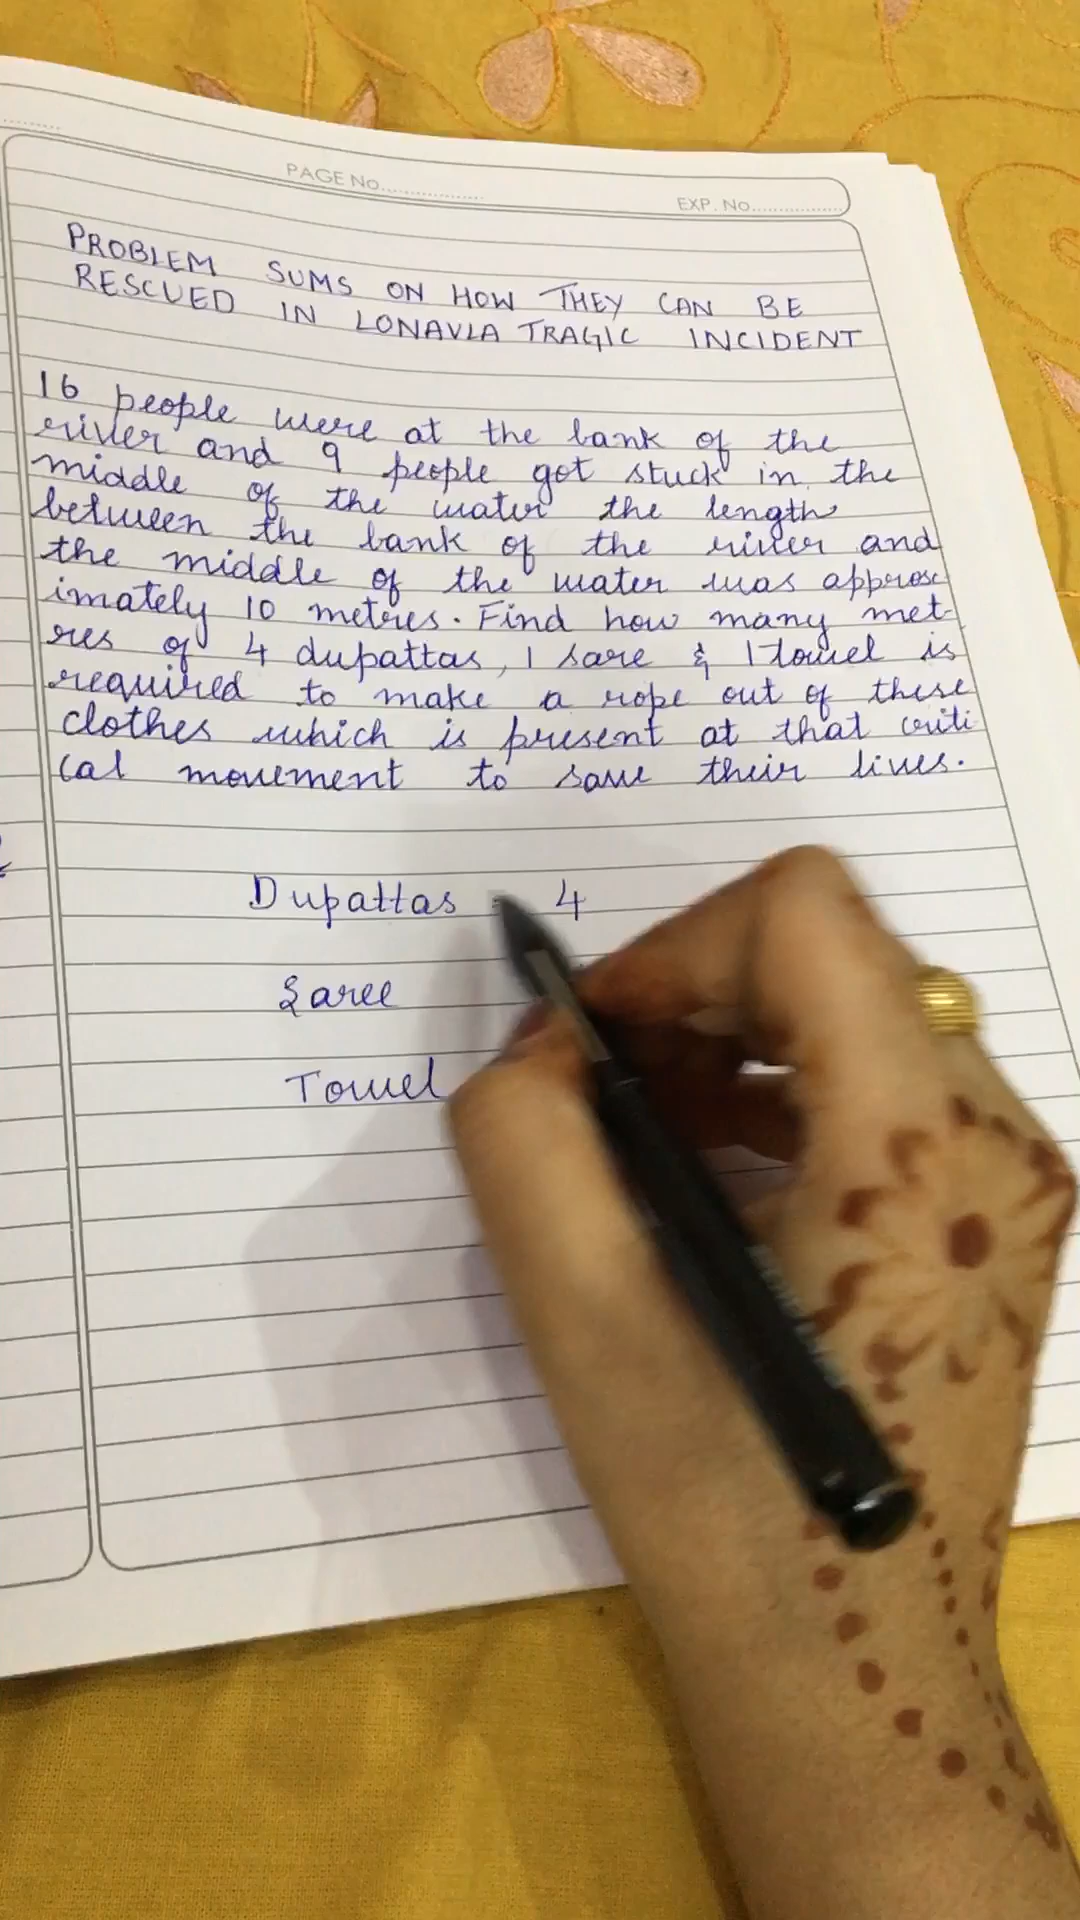 PAGE No.
EXP. No.
PROBLEM SUMS ON HOW THEY CAN BE
RESCUED IN LONAVLA TRAGIC INCIDENT
16 people were at the bank of the
river and 9 people got stuck in the
middle of the water the length
between the bank of the river and
the middle of the water was approx
imately 10 metres. Find how many met-
res of 4 dupattas, 1 sare & 1 towel is
required to make a rope out of these
clothes which is present at that criti
cal movement to save their lives.
Dupattas = 4
Saree
Towel